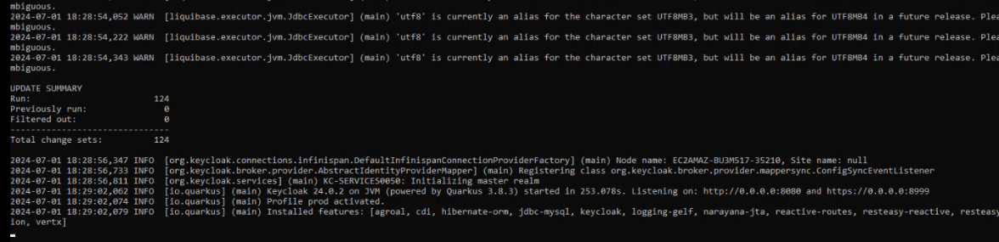 mbiguous.
2024-07-01 18:28:54,052 WARN  [liquibase.executor.jvm.JdbcExecutor] (main) 'utf8' is currently an alias for the character set UTF8MB3, but will be an alias for UTF8MB4 in a future release. Plea
mbiguous.
2024-07-01 18:28:54,222 WARN  [liquibase.executor.jvm.JdbcExecutor] (main) 'utf8' is currently an alias for the character set UTF8MB3, but will be an alias for UTF8MB4 in a future release. Plea
mbiguous.
2024-07-01 18:28:54,343 WARN  [liquibase.executor.jvm.JdbcExecutor] (main) 'utf8' is currently an alias for the character set UTF8MB3, but will be an alias for UTF8MB4 in a future release. Plea
mbiguous.
UPDATE SUMMARY
Run:                          124
Previously run:                 0
Filtered out:                   0
-------------------------------
Total change sets:            124
2024-07-01 18:28:56,347 INFO  [org.keycloak.connections.infinispan.DefaultInfinispanConnectionProviderFactory] (main) Node name: EC2AMAZ-BU3M517-35210, Site name: null
2024-07-01 18:28:56,733 INFO  [org.keycloak.broker.provider.AbstractIdentityProviderMapper] (main) Registering class org.keycloak.broker.provider.mappersync.ConfigSyncEventListener
2024-07-01 18:28:56,811 INFO  [org.keycloak.services] (main) KC-SERVICES0050: Initializing master realm
2024-07-01 18:29:02,062 INFO  [io.quarkus] (main) Keycloak 24.0.2 on JVM (powered by Quarkus 3.8.3) started in 253.078s. Listening on: http://0.0.0.0:8080 and https://0.0.0.0:8999
2024-07-01 18:29:02,074 INFO  [io.quarkus] (main) Profile prod activated.
2024-07-01 18:29:02,079 INFO  [io.quarkus] (main) Installed features: [agroal, cdi, hibernate-orm, jdbc-mysql, keycloak, logging-gelf, narayana-jta, reactive-routes, resteasy-reactive, resteasy
ion, vertx]